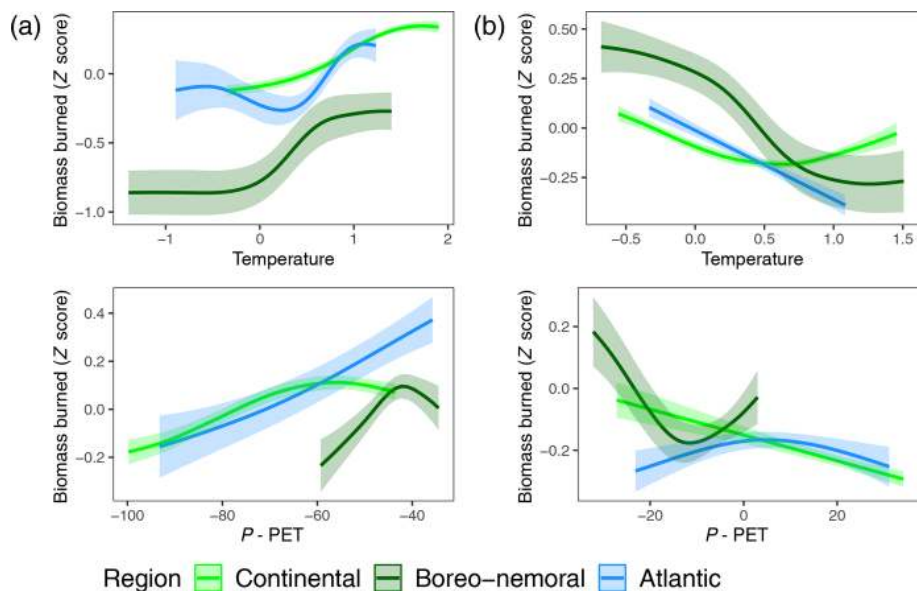 (a)
Biomass burned (Z score)
0.0
−0.5
−1.0
−1
0
1
2
Temperature
(b)
Biomass burned (Z score)
0.50
0.25
0.00
−0.25
−0.5
0.0
0.5
1.0
1.5
Temperature
Biomass burned (Z score)
0.4
0.2
0.0
−0.2
−100
−80
−60
−40
P - PET
Biomass burned (Z score)
0.2
0.0
−0.2
−20
0
20
P - PET
Region Continental Boreo−nemoral Atlantic